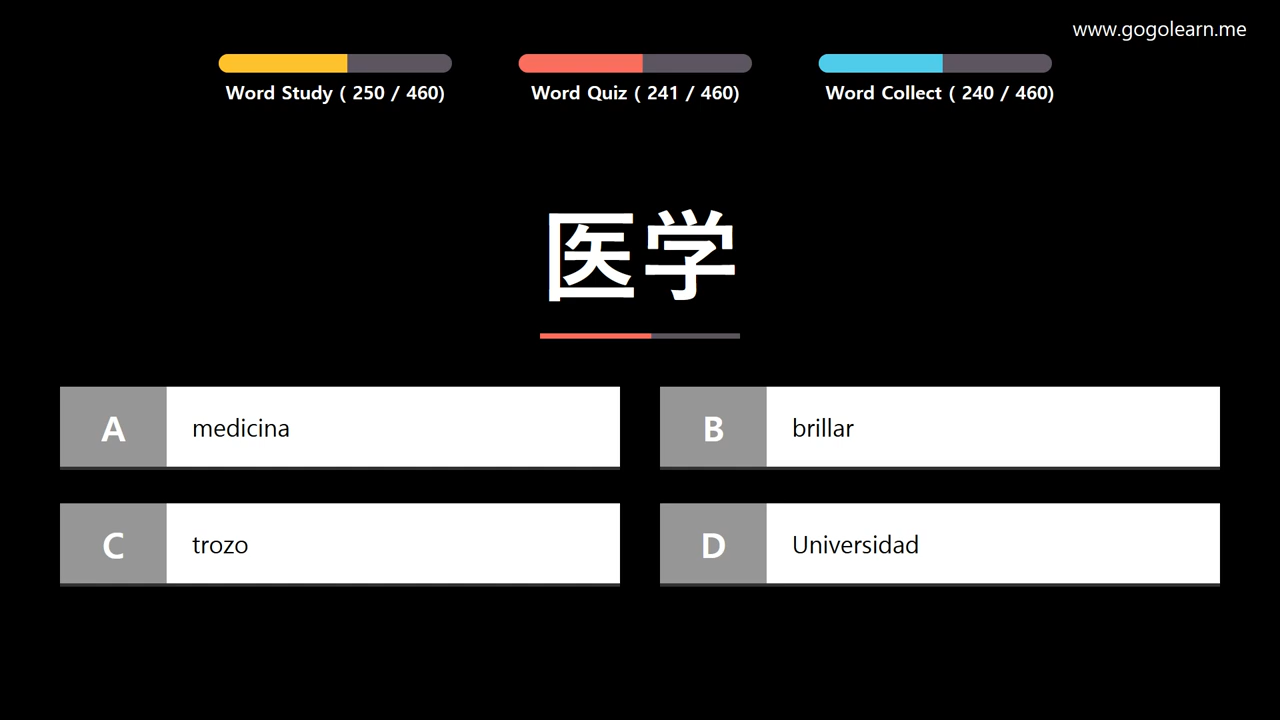 www.gogolearn.me
Word Study ( 250 / 460)
Word Quiz ( 241 / 460)
Word Collect ( 240 / 460)
医学
A medicina
B brillar
C trozo
D Universidad